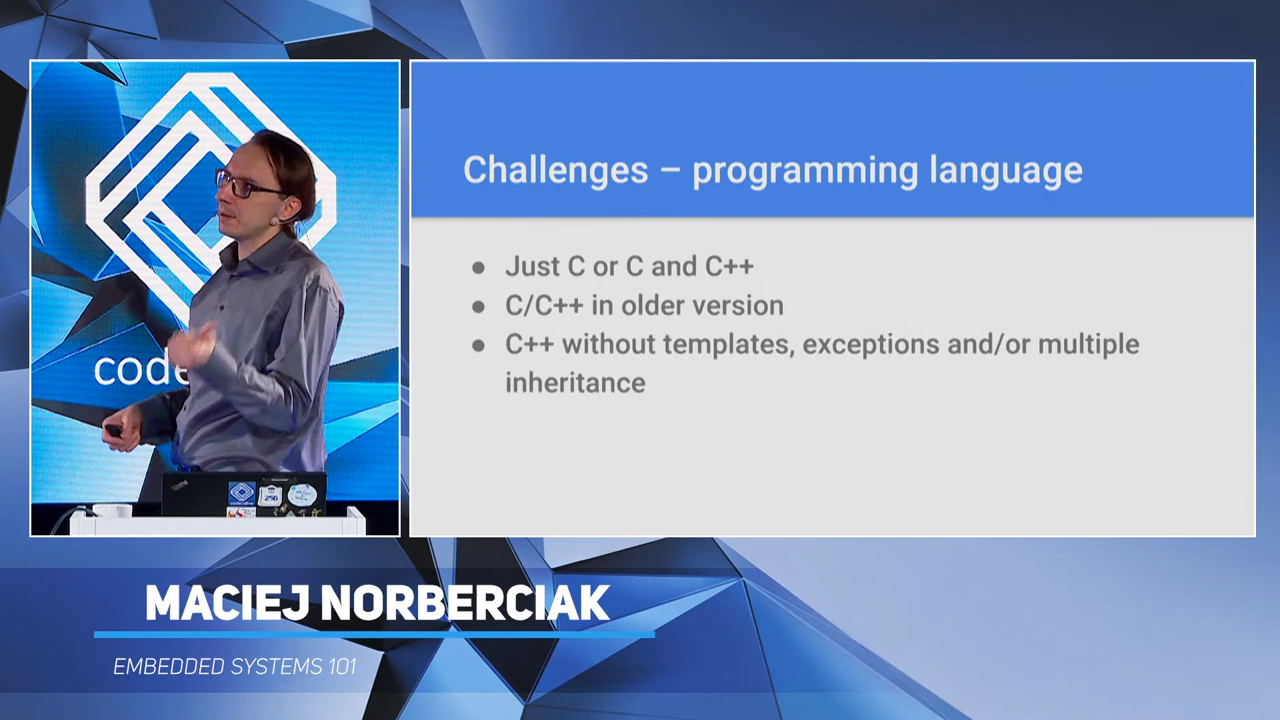 Challenges – programming language
● Just C or C and C++
● C/C++ in older version
● C++ without templates, exceptions and/or multiple
inheritance
code
MACIEJ NORBERCIAK
EMBEDDED SYSTEMS 101